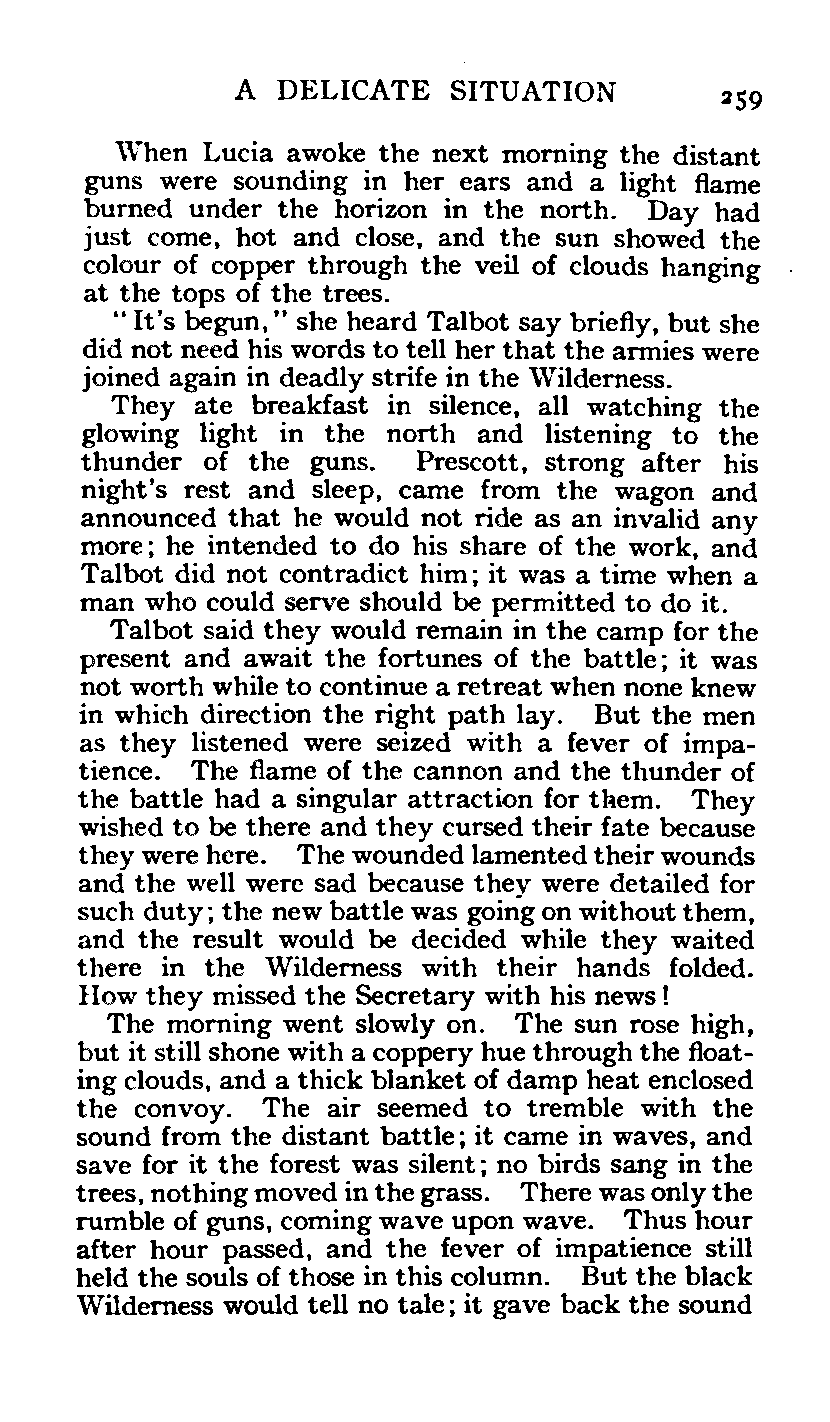 A DELICATE SITUATION 259
When Lucia awoke the next morning the distant
guns were sounding in her ears and a light flame
burned under the horizon in the north. Day had
just come, hot and close, and the sun showed the
colour of copper through the veil of clouds hanging
at the tops of the trees.
"It's begun," she heard Talbot say briefly, but she
did not need his words to tell her that the armies were
joined again in deadly strife in the Wilderness.
They ate breakfast in silence, all watching the
glowing light in the north and listening to the
thunder of the guns. Prescott, strong after his
night's rest and sleep, came from the wagon and
announced that he would not ride as an invalid any
more; he intended to do his share of the work, and
Talbot did not contradict him; it was a time when a
man who could serve should be permitted to do it.
Talbot said they would remain in the camp for the
present and await the fortunes of the battle; it was
not worth while to continue a retreat when none knew
in which direction the right path lay. But the men
as they listened were seized with a fever of impa-
tience. The flame of the cannon and the thunder of
the battle had a singular attraction for them. They
wished to be there and they cursed their fate because
they were here. The wounded lamented their wounds
and the well were sad because they were detailed for
such duty; the new battle was going on without them,
and the result would be decided while they waited
there in the Wilderness with their hands folded.
How they missed the Secretary with his news!
The morning went slowly on. The sun rose high,
but it still shone with a coppery hue through the float-
ing clouds, and a thick blanket of damp heat enclosed
the convoy. The air seemed to tremble with the
sound from the distant battle; it came in waves, and
save for it the forest was silent; no birds sang in the
trees, nothing moved in the grass. There was only the
rumble of guns, coming wave upon wave. Thus hour
after hour passed, and the fever of impatience still
held the souls of those in this column. But the black
Wilderness would tell no tale; it gave back the sound